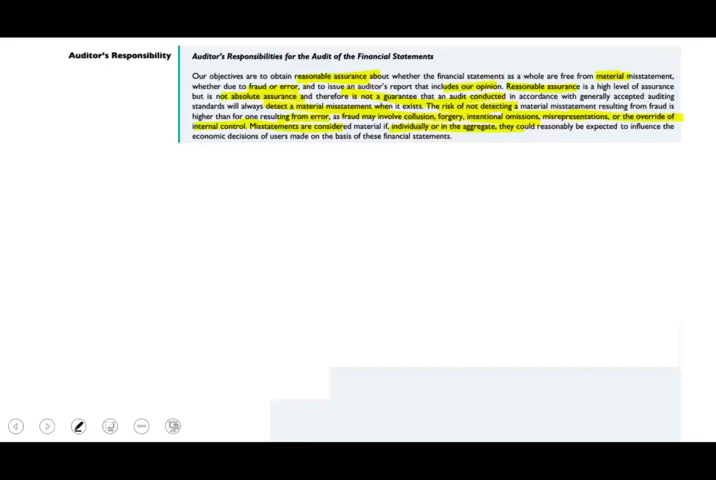 Auditor's Responsibility
Auditor's Responsibilities for the Audit of the Financial Statements
Our objectives are to obtain reasonable assurance about whether the financial statements as a whole are free from material misstatement,
whether due to fraud or error, and to issue an auditor's report that includes our opinion. Reasonable assurance is a high level of assurance
but is not absolute assurance and therefore is not a guarantee that an audit conducted in accordance with generally accepted auditing
standards will always detect a material misstatement when it exists. The risk of not detecting a material misstatement resulting from fraud is
higher than for one resulting from error, as fraud may involve collusion, forgery, intentional omissions, misrepresentations, or the override of
internal control. Misstatements are considered material if, individually or in the aggregate, they could reasonably be expected to influence the
economic decisions of users made on the basis of these financial statements.